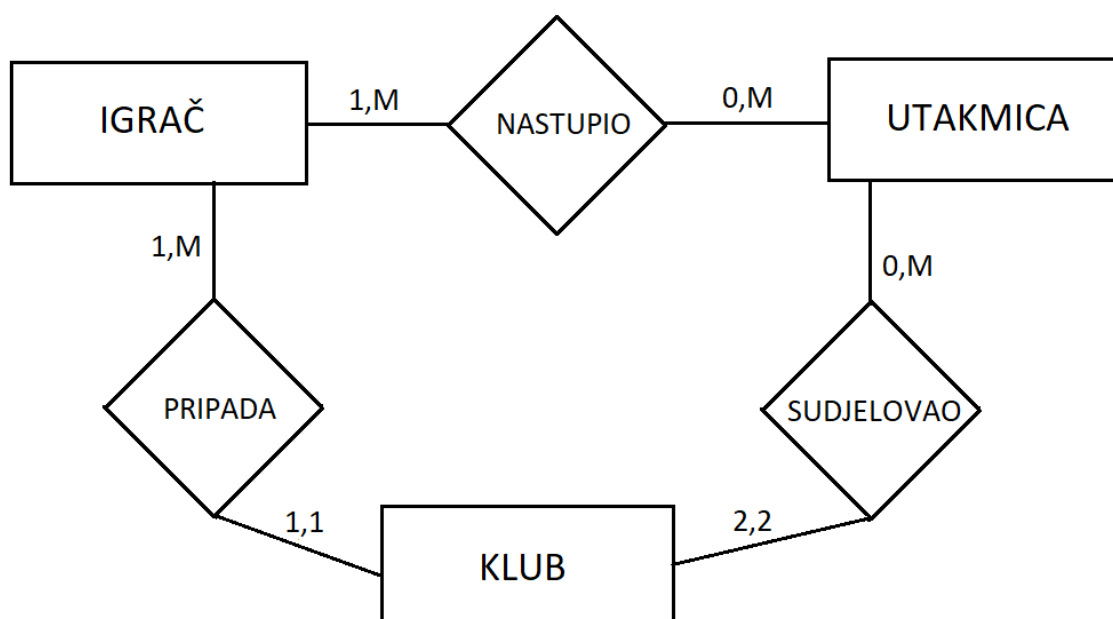 IGRAČ
1,M
NASTUPIO
0,M
UTAKMICA
1,M
0,M
PRIPADA
SUDJELOVAO
1,1
KLUB
2,2